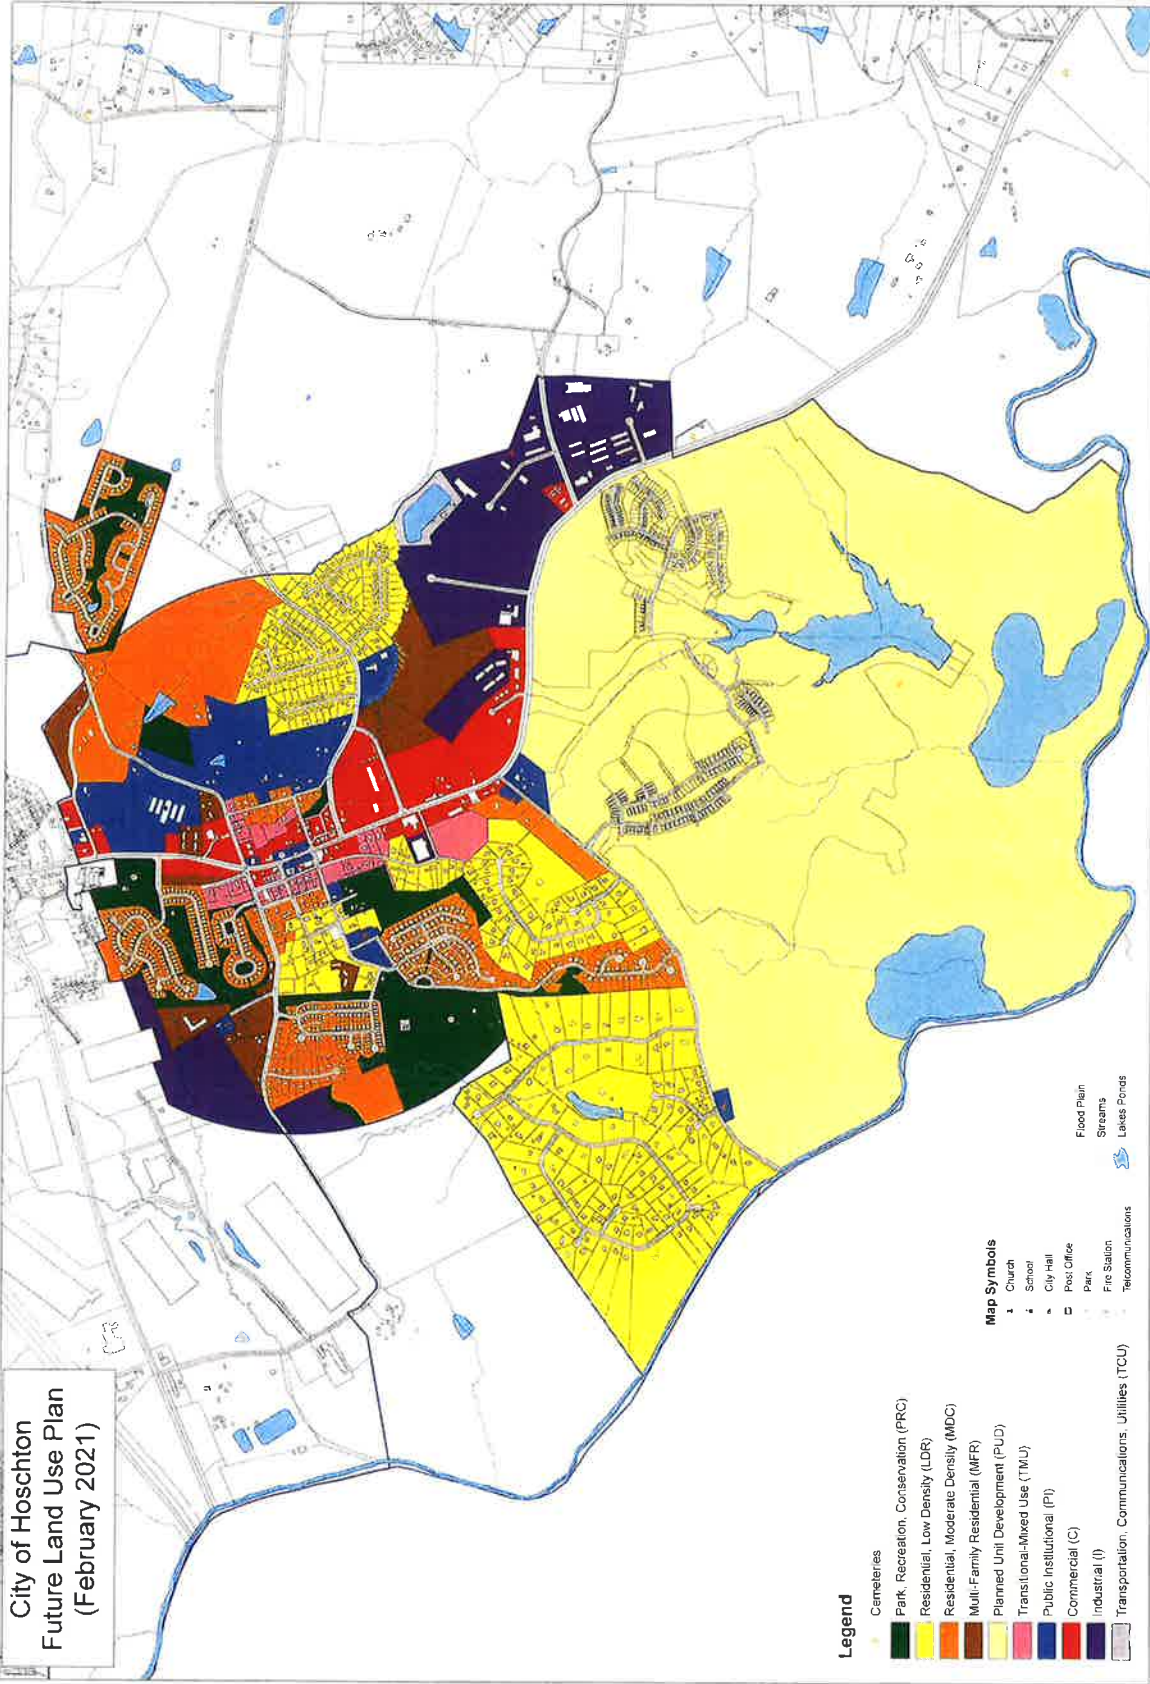 City of Hoschton
Future Land Use Plan
(February 2021)
Legend
Cemeteries
Park, Recreation, Conservation (PRC)
Residential, Low Density (LDR)
Residential, Moderate Density (MDC)
Multi-Family Residential (MFR)
Planned Unit Development (PUD)
Transitional-Mixed Use (TMU)
Public Institutional (PI)
Commercial (C)
Industrial (I)
Transportation, Communications, Utilities (TCU)
Map Symbols
Church
School
City Hall
Post Office
Park
Fire Station
Telcommunications
Flood Plain
Streams
Lakes Ponds